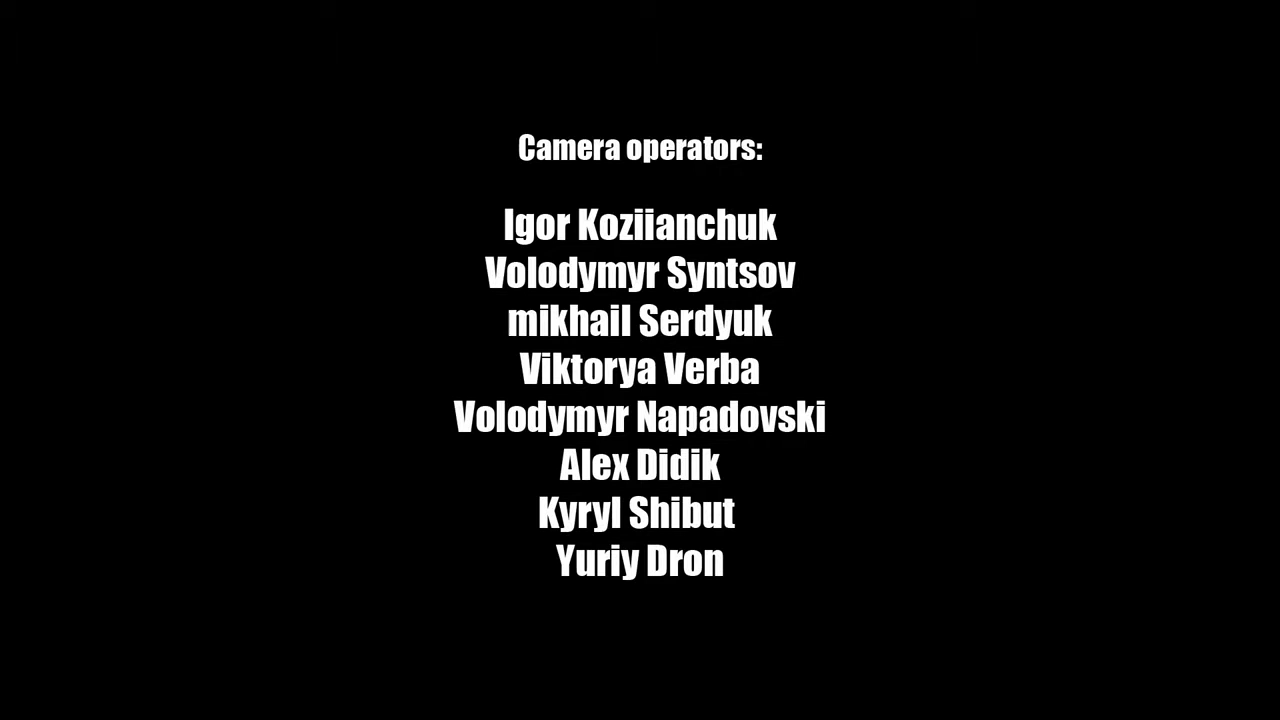 Camera operators:
Igor Koziianchuk
Volodymyr Syntsov
mikhail Serdyuk
Viktorya Verba
Volodymyr Napadovski
Alex Didik
Kyryl Shibut
Yuriy Dron